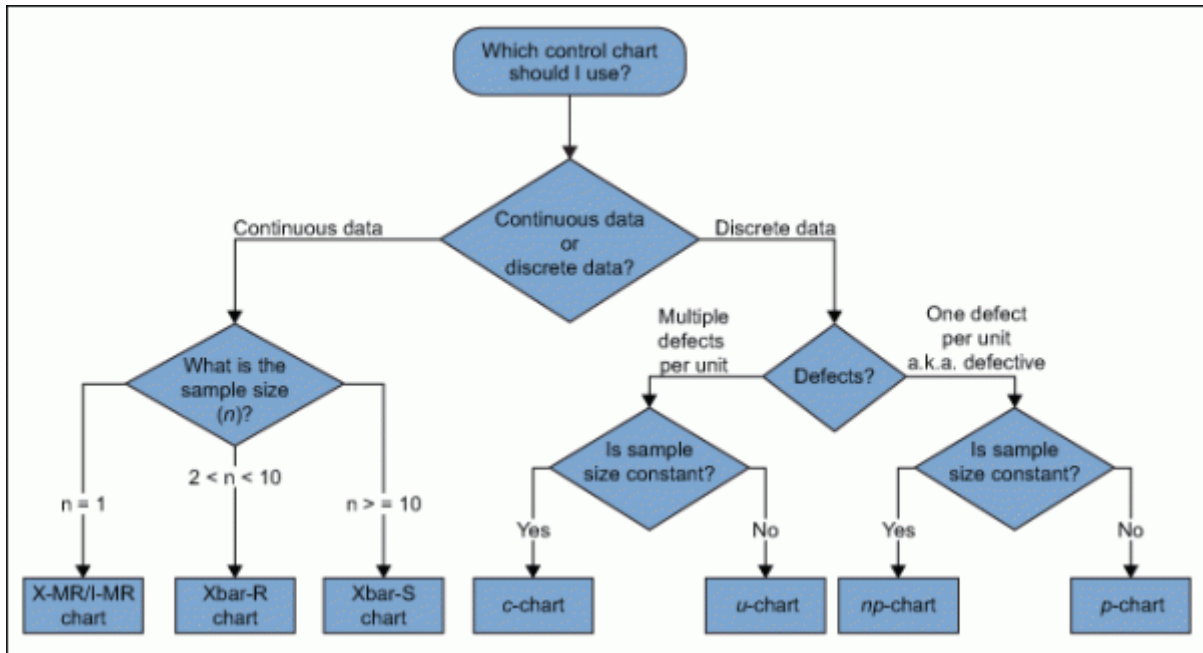 Which control chart
should I use?
Continuous data
or
discrete data?
Continuous data
Discrete data
What is the
sample size
(n)?
Multiple
defects
per unit
Defects?
One defect
per unit
a.k.a. defective
Is sample
size constant?
Is sample
size constant?
n = 1
2 < n < 10
n > = 10
Yes
No
Yes
No
X-MR/I-MR
chart
Xbar-R
chart
Xbar-S
chart
c-chart
u-chart
np-chart
p-chart